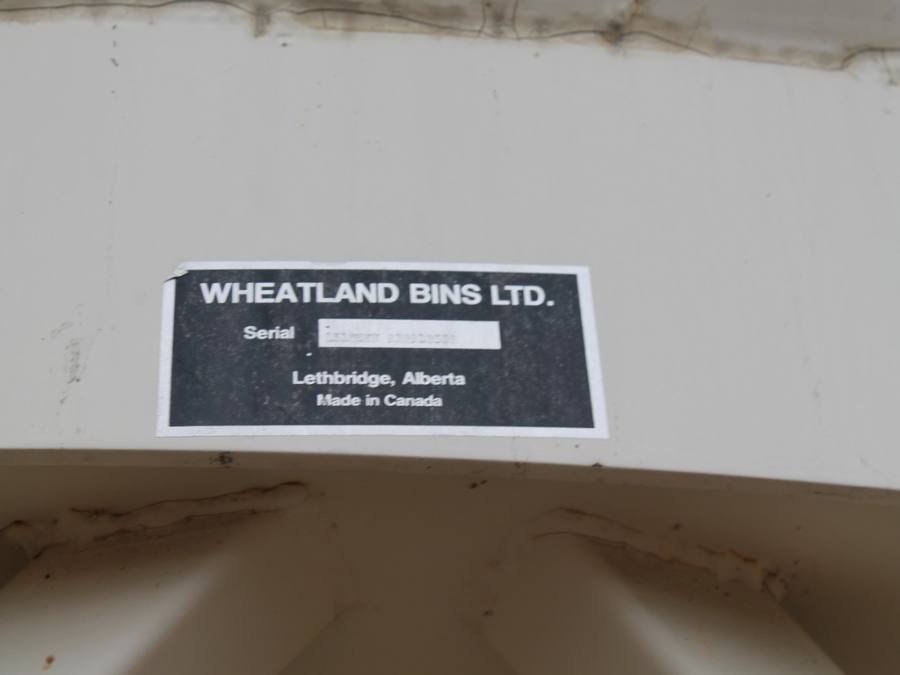 WHEATLAND BINS LTD.
Serial
Lethbridge, Alberta
Made in Canada